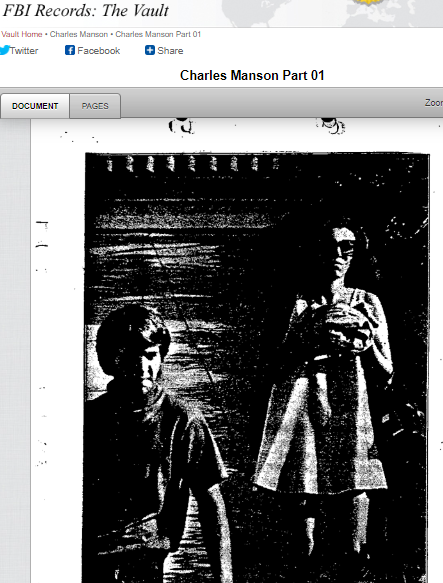 FBI Records: The Vault
Vault Home • Charles Manson • Charles Manson Part 01
Twitter Facebook Share
Charles Manson Part 01
DOCUMENT PAGES Zoo